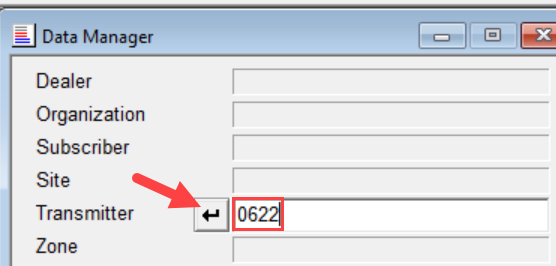 Data Manager
Dealer
Organization
Subscriber
Site
Transmitter 0622
Zone